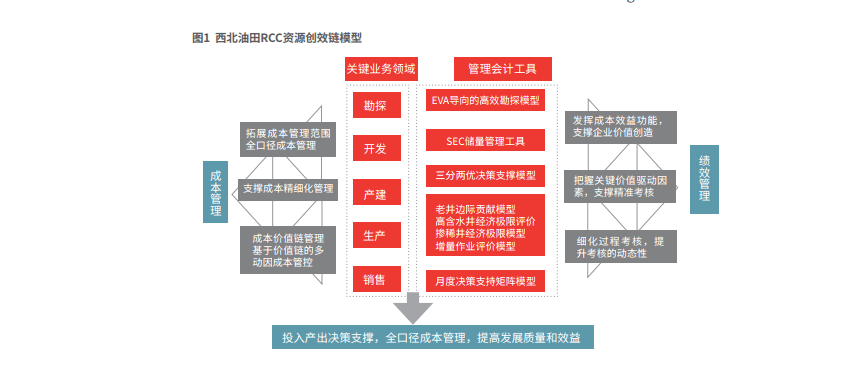 图1 西北油田RCC资源创效链模型
关键业务领域
管理会计工具
勘探
开发
产建
生产
销售
EVA导向的高效勘探模型
SEC储量管理工具
三分两优决策支撑模型
老井边际贡献模型
高含水井经济极限评价
掺稀井经济极限模型
增量作业评价模型
月度决策支持矩阵模型
成本管理
拓展成本管理范围
全口径成本管理
支撑成本精细化管理
成本价值链管理
基于价值链的多
动因成本管控
发挥成本效益功能，
支撑企业价值创造
把握关键价值驱动因
素，支撑精准考核
细化过程考核，提
升考核的动态性
绩效管理
投入产出决策支撑，全口径成本管理，提高发展质量和效益